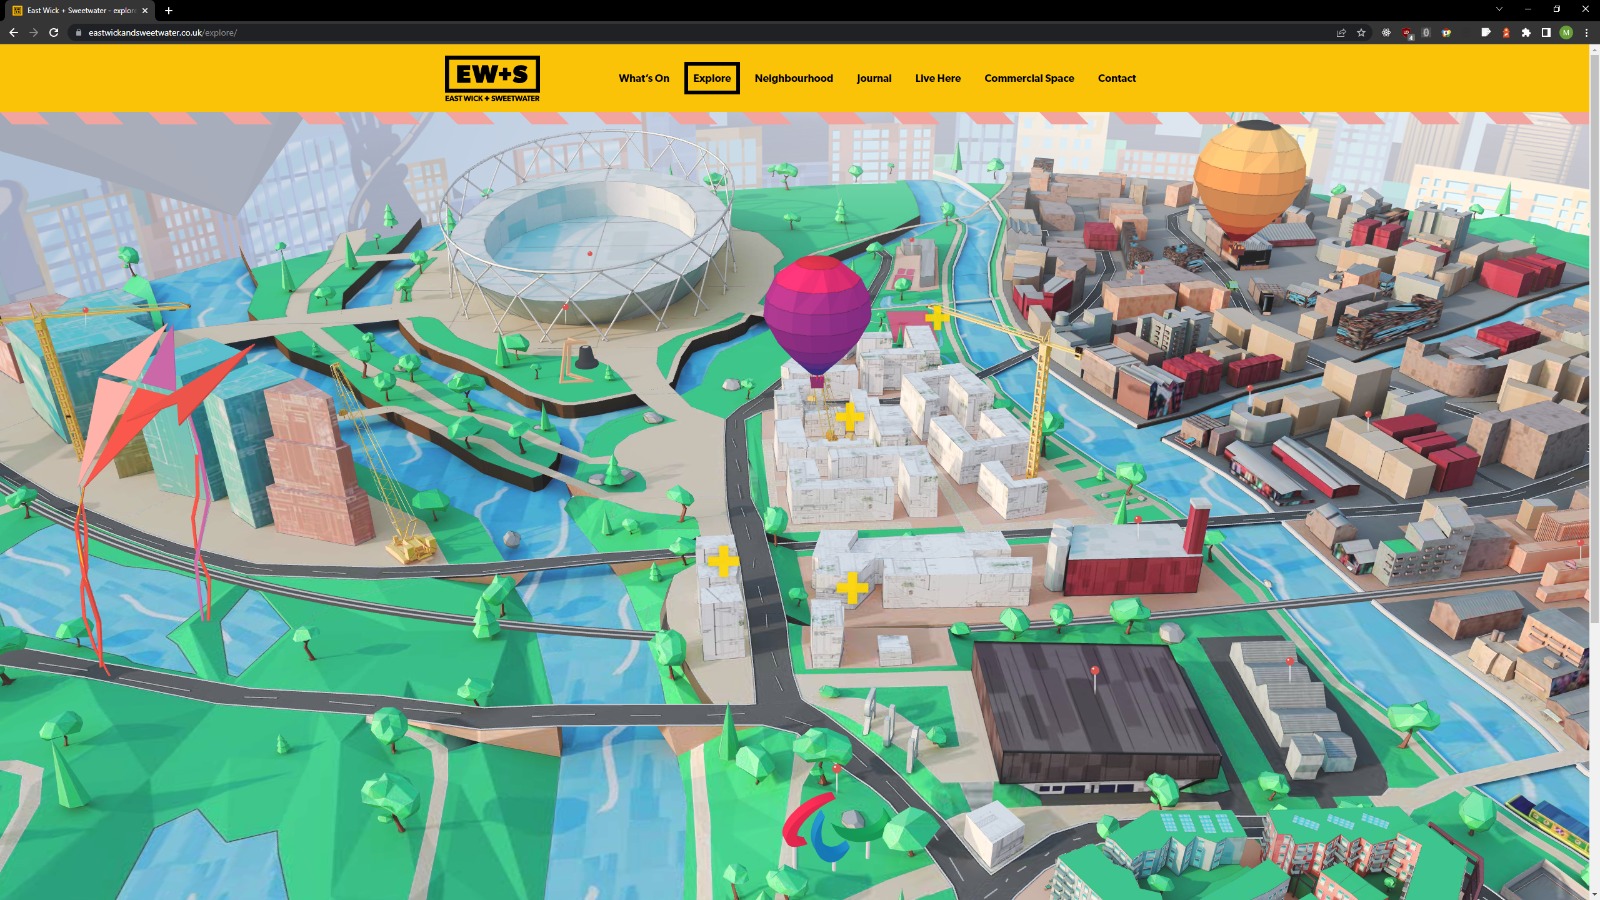 East Wick + Sweetwater - explore
eastwickandsweetwater.co.uk/explore/
M
EW+S
EAST WICK + SWEETWATER
What's On
Explore
Neighbourhood
Journal
Live Here
Commercial Space
Contact